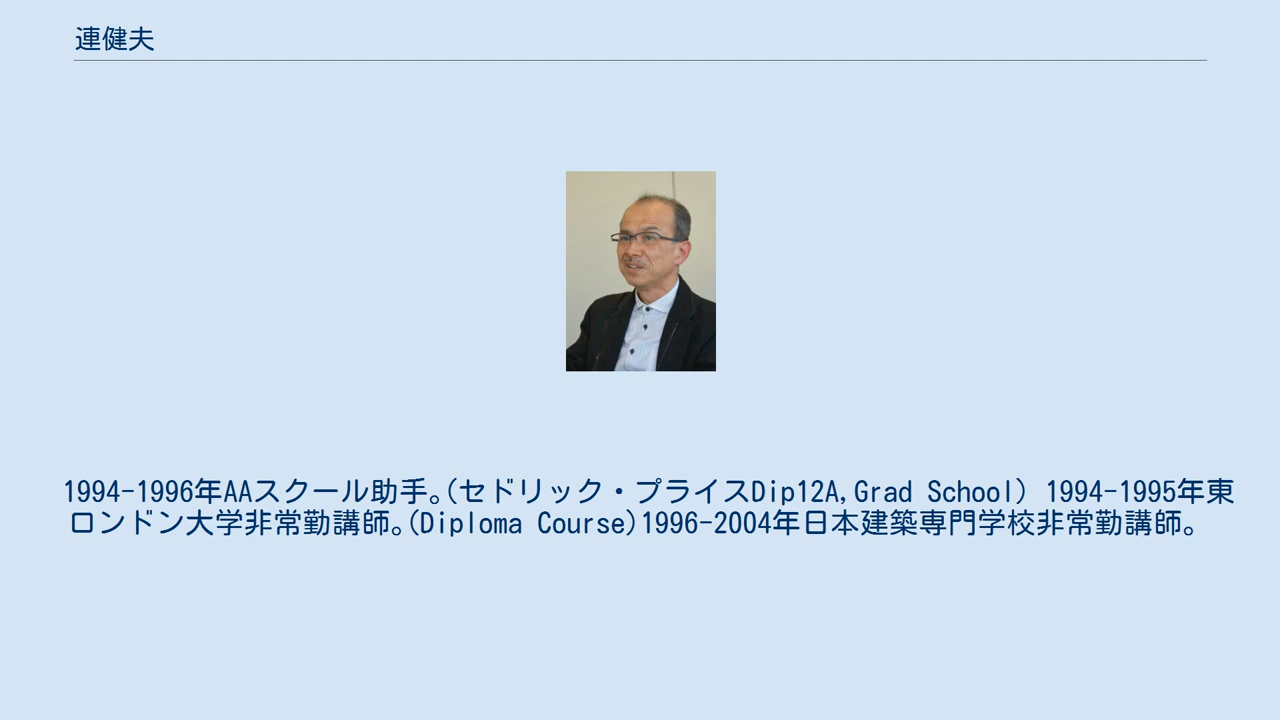 連健夫
1994-1996年AAスクール助手。(セドリック・プライスDip12A,Grad School) 1994-1995年東
ロンドン大学非常勤講師。(Diploma Course)1996-2004年日本建築専門学校非常勤講師。